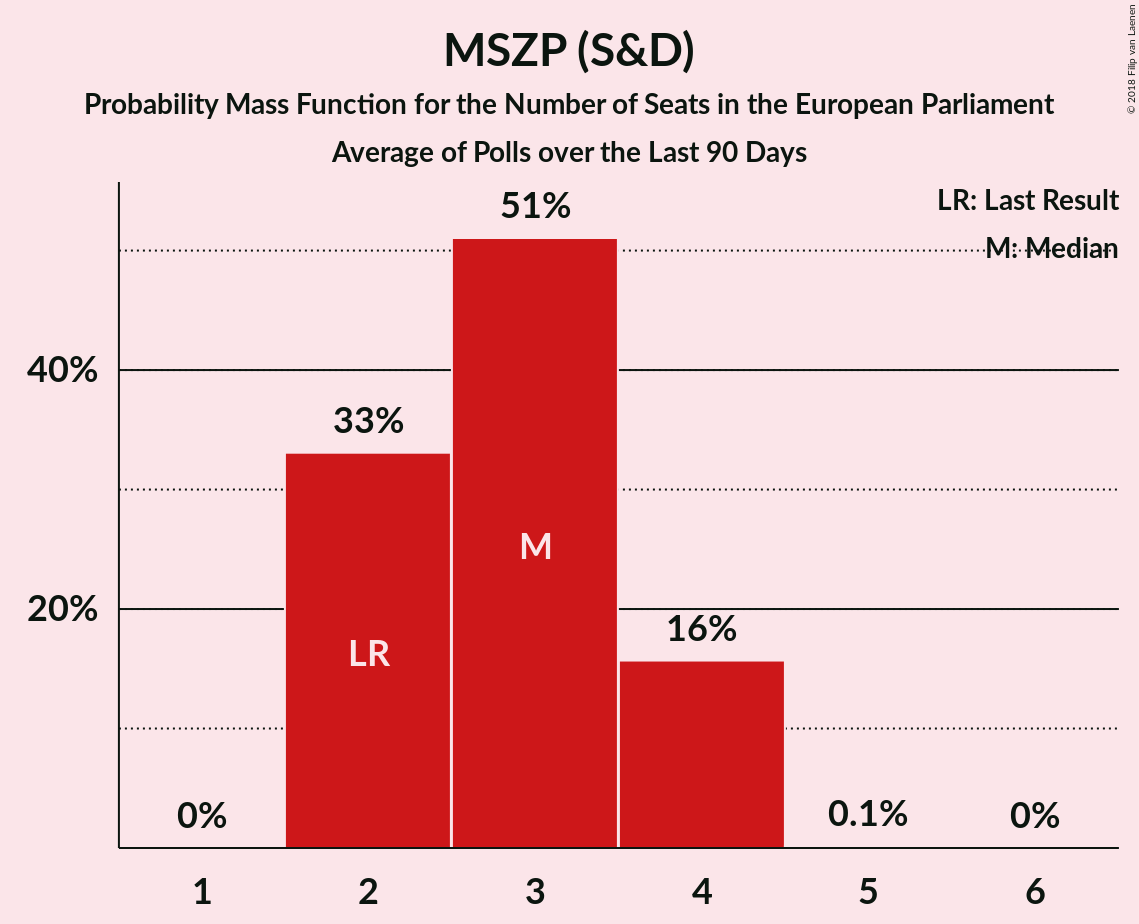 MSZP (S&D)
Probability Mass Function for the Number of Seats in the European Parliament
Average of Polls over the Last 90 Days
© 2018 Filip van Laenen
LR: Last Result
M: Median
51%
40%
33%
M
20%
16%
LR
0%
0.1%
0%
1 2 3 4 5 6